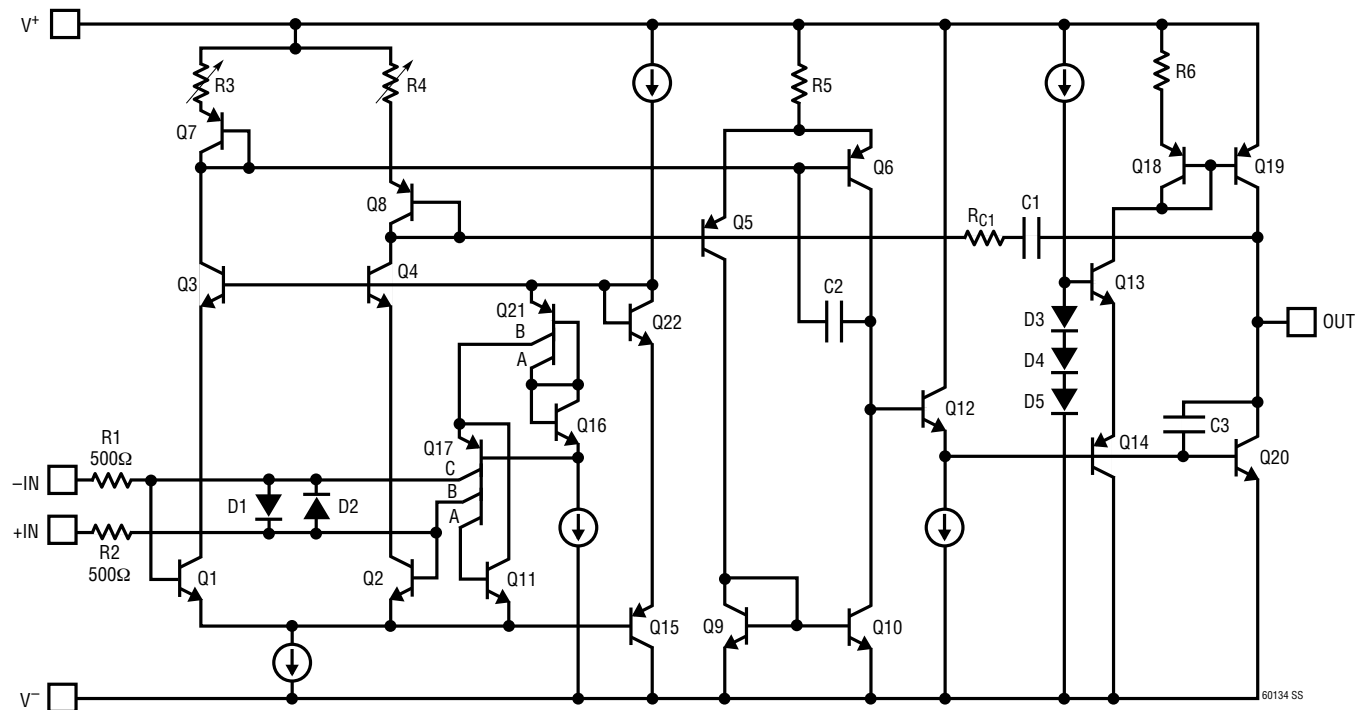 V+
R3
R4
R5
R6
Q7
Q6
Q18
Q19
Q8
Q5
RC1
C1
Q3
Q4
Q21
B
A
Q22
C2
Q13
D3
D4
D5
OUT
Q16
Q12
Q14
C3
Q20
R1
500Ω
–IN
Q17
C
B
A
D1
D2
+IN
R2
500Ω
Q1
Q2
Q11
Q15
Q9
Q10
V–
60134 SS